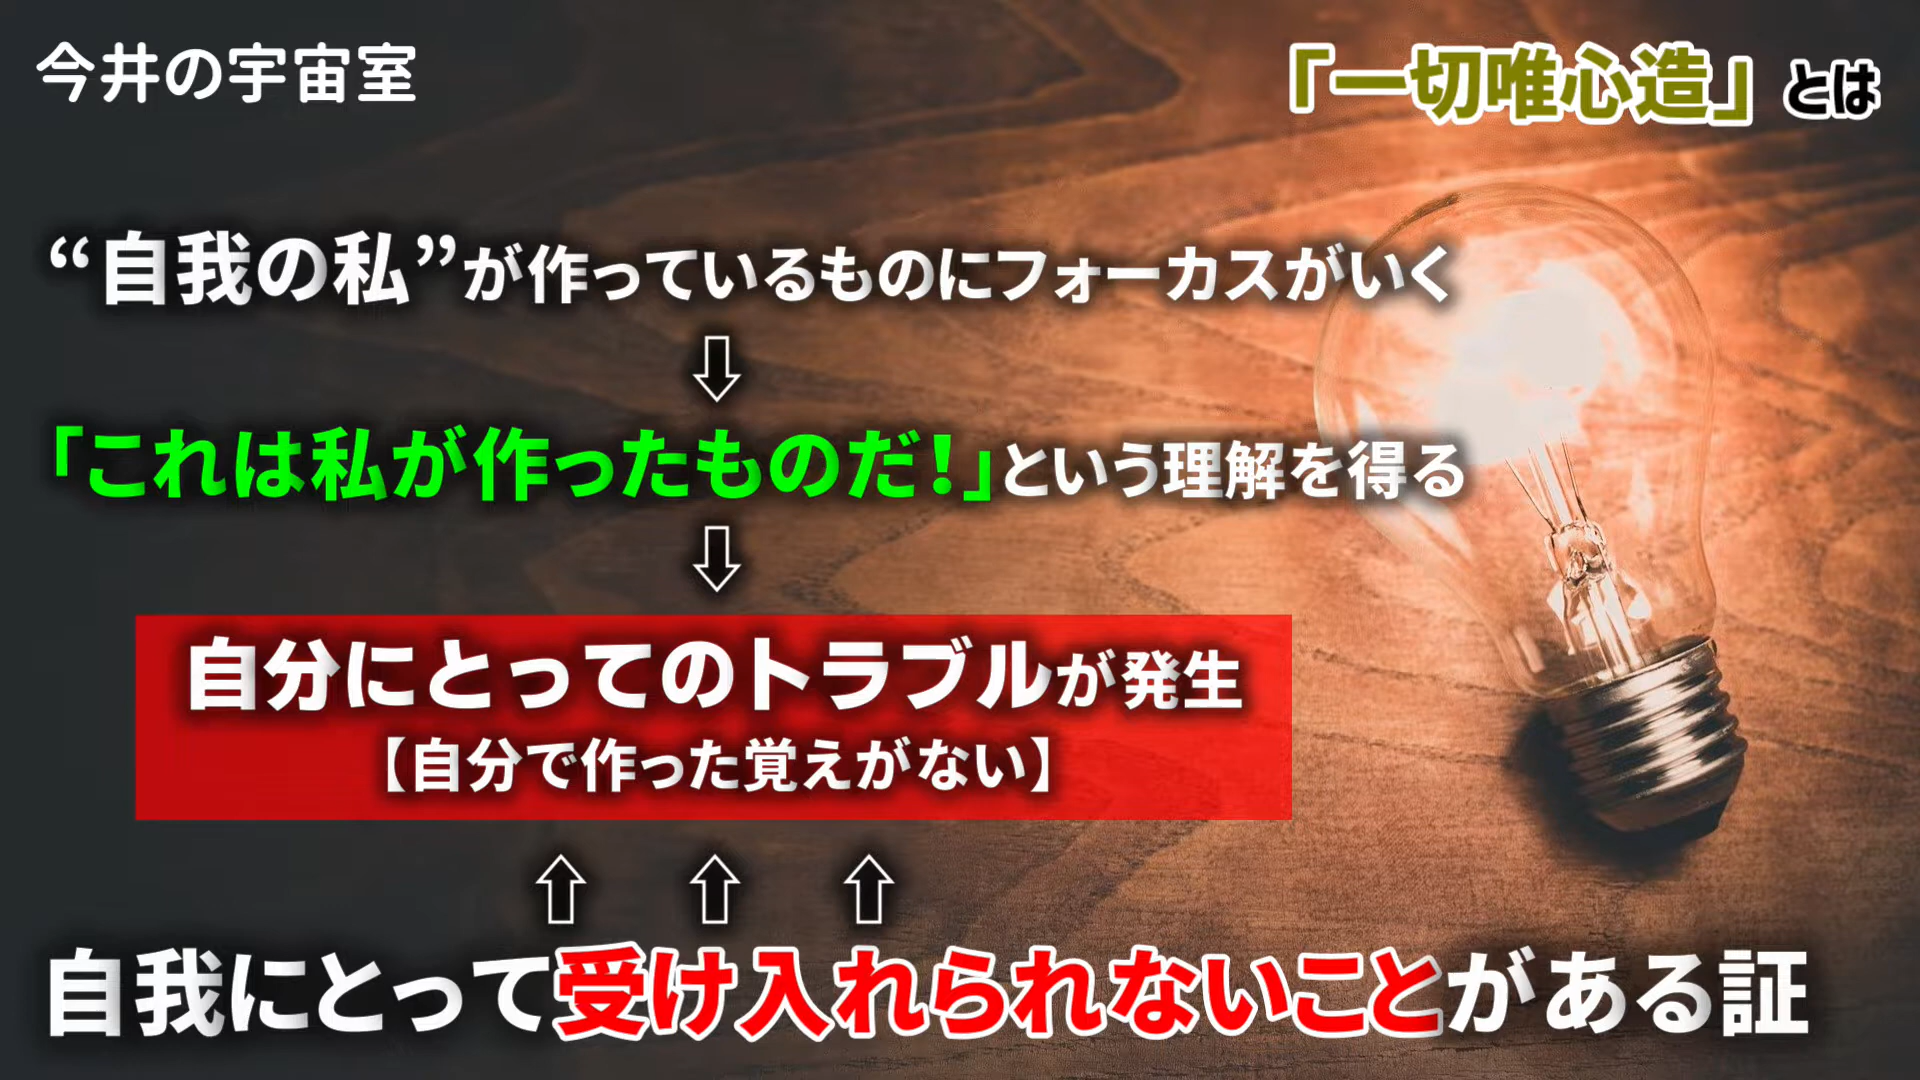 今井の宇宙室
「一切唯心造」とは
“自我の私”が作っているものにフォーカスがいく
⇩
「これは私が作ったものだ！」という理解を得る
⇩
自分にとってのトラブルが発生
【自分で作った覚えがない】
⇧ ⇧ ⇧
自我にとって受け入れられないことがある証